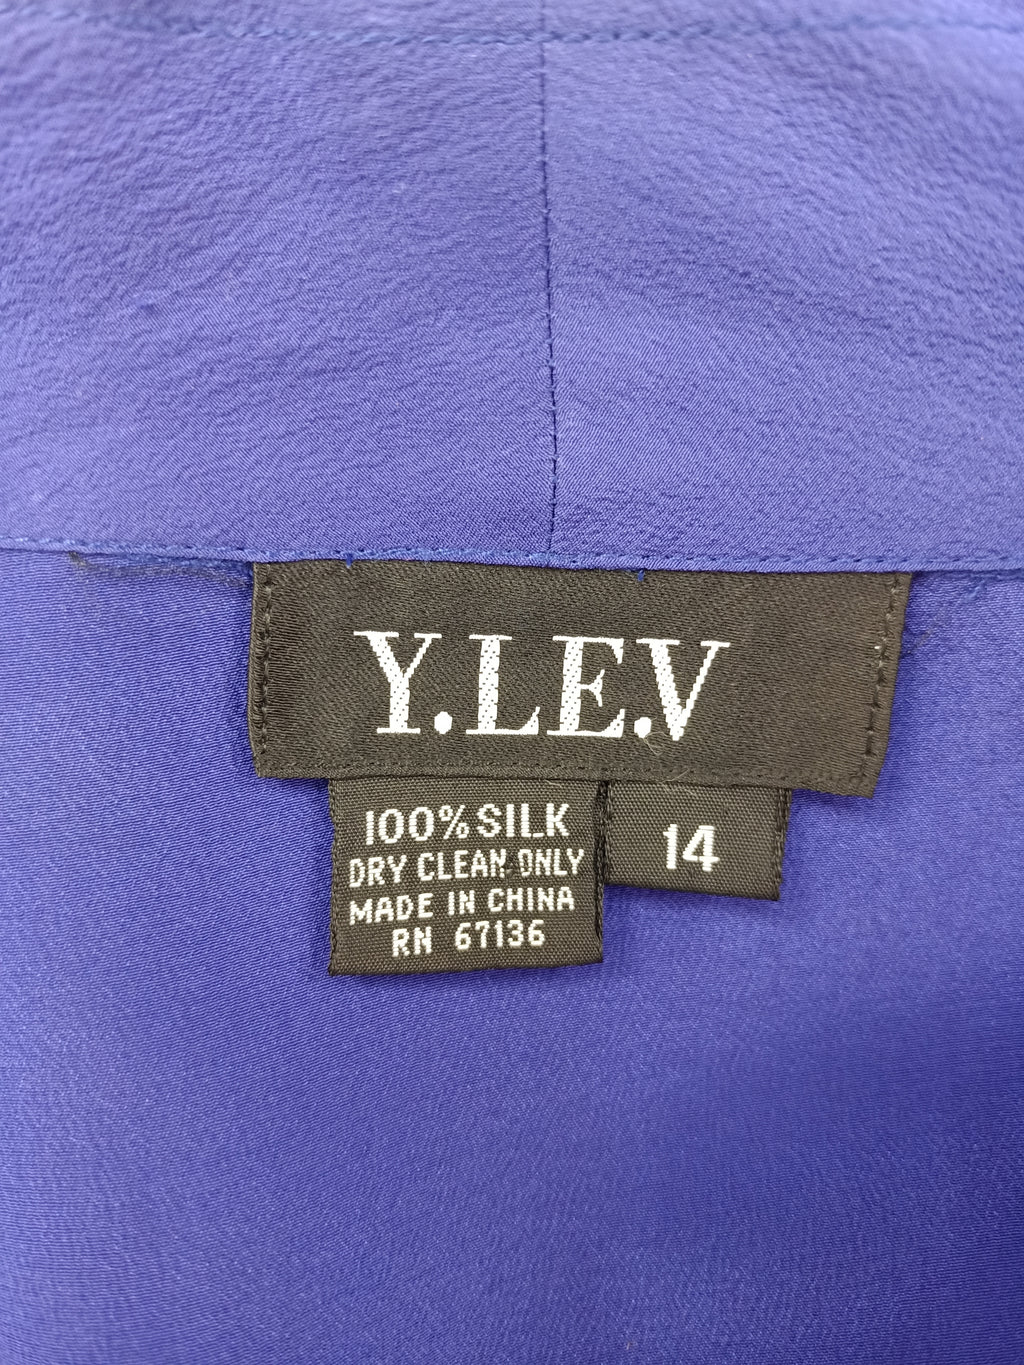 Y.LE.V
100% SILK
DRY CLEAN ONLY
MADE IN CHINA
RN 67136
14